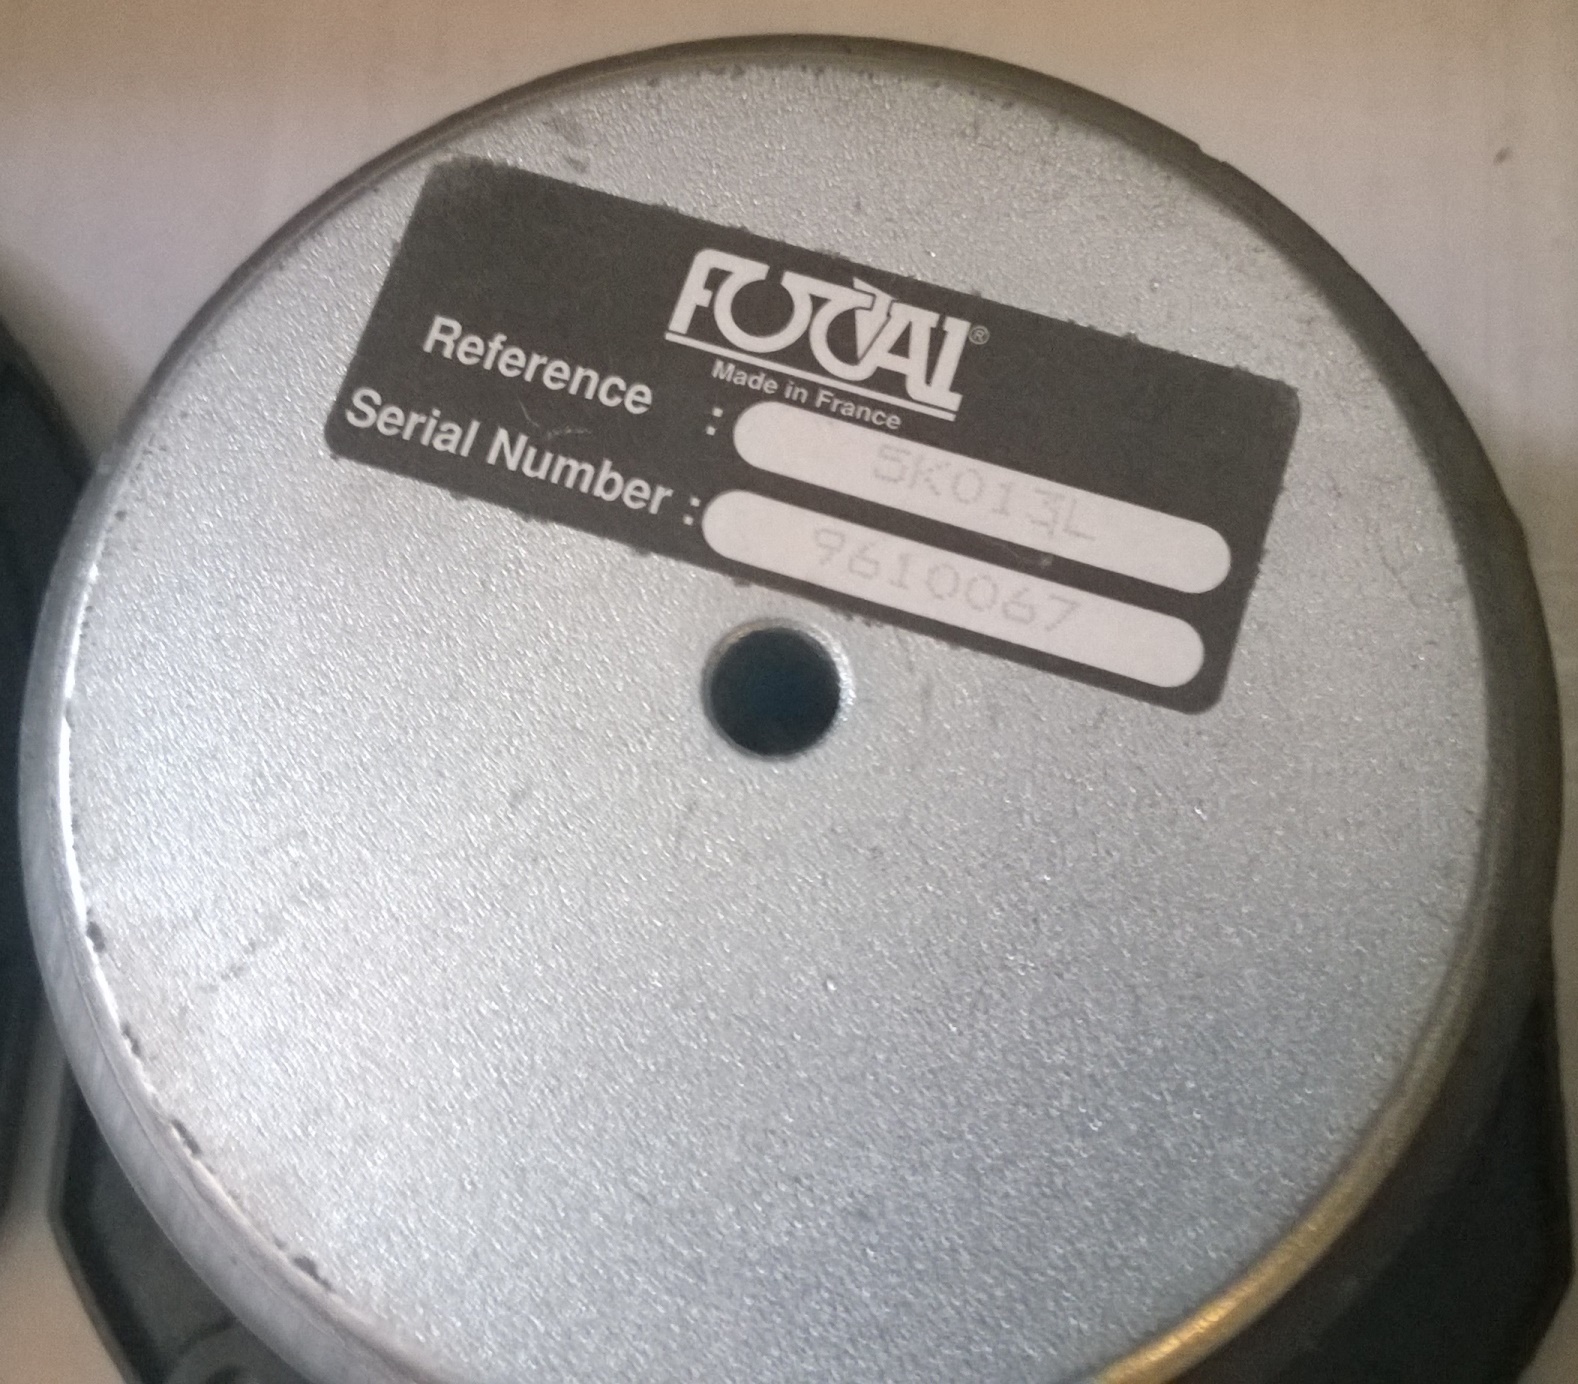 FOCAL®
Made in France
Reference : 5K013L
Serial Number : 9610067